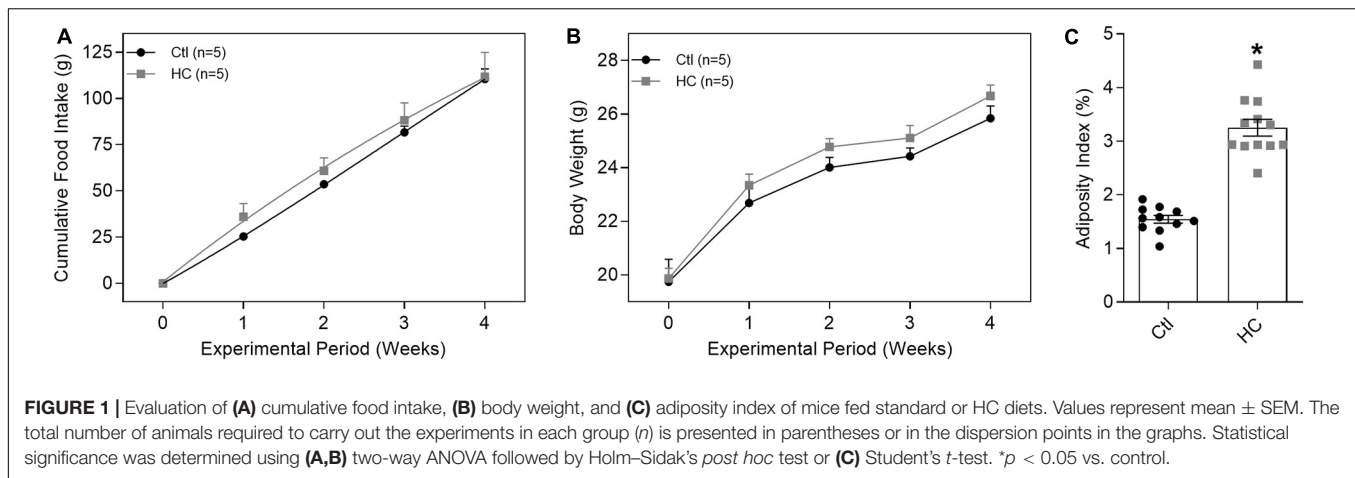 A
Cumulative Food Intake (g)
125
100
75
50
25
0
Ctl (n=5)
HC (n=5)
0 1 2 3 4
Experimental Period (Weeks)
B
Body Weight (g)
28
26
24
22
20
Ctl (n=5)
HC (n=5)
0 1 2 3 4
Experimental Period (Weeks)
C
Adiposity Index (%)
5
4
3
2
1
0
*
Ctl
HC
FIGURE 1 | Evaluation of (A) cumulative food intake, (B) body weight, and (C) adiposity index of mice fed standard or HC diets. Values represent mean ± SEM. The
total number of animals required to carry out the experiments in each group (n) is presented in parentheses or in the dispersion points in the graphs. Statistical
significance was determined using (A,B) two-way ANOVA followed by Holm–Sidak's post hoc test or (C) Student's t-test. *p < 0.05 vs. control.